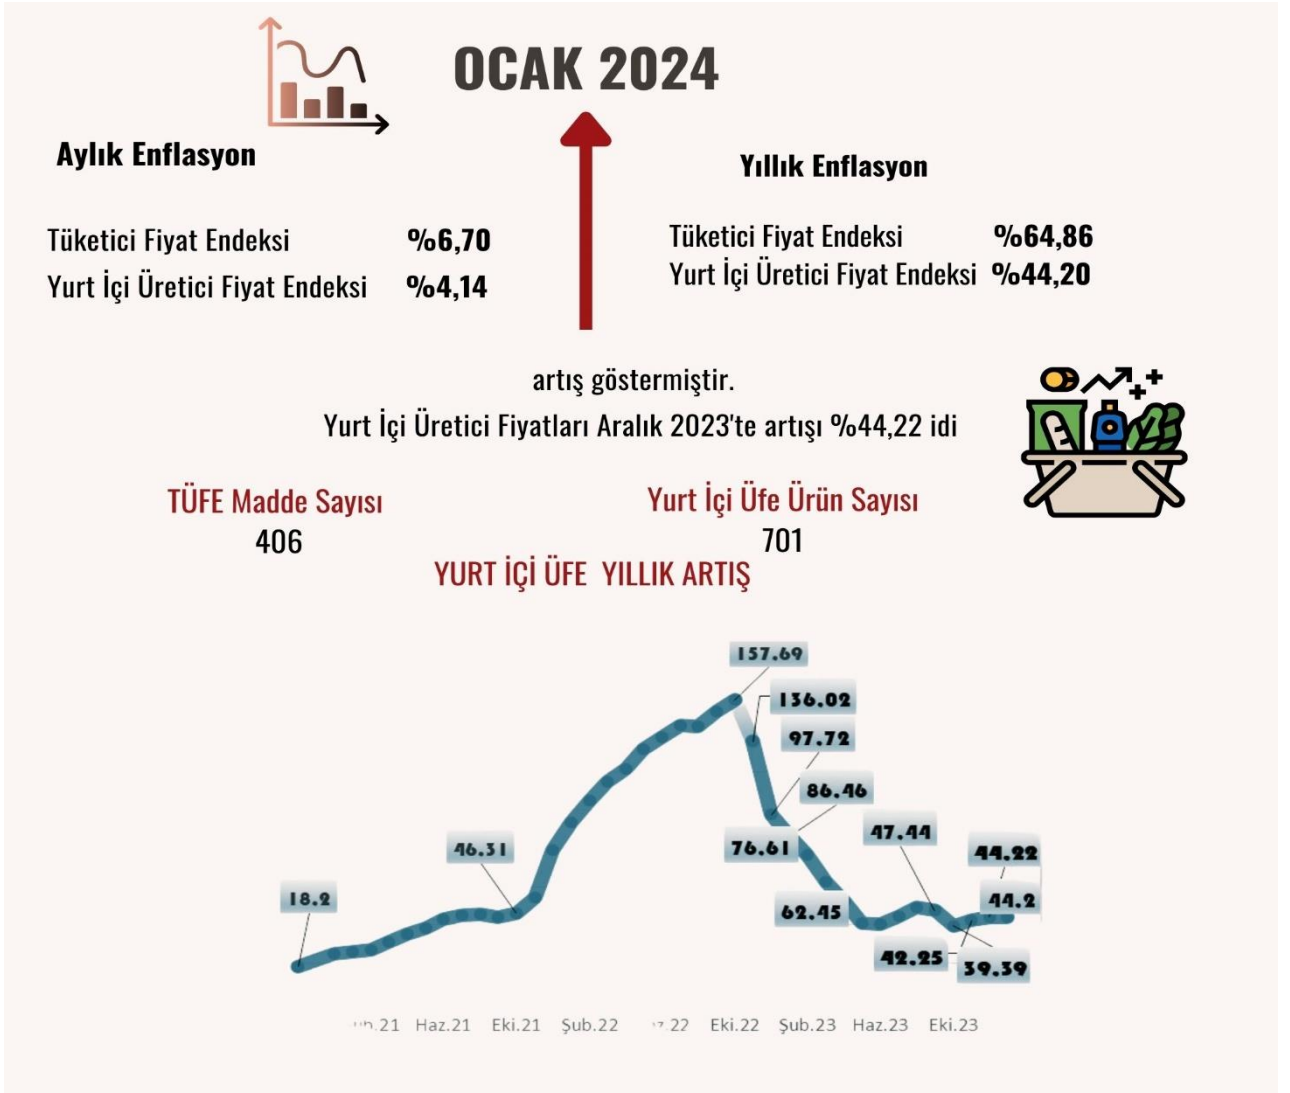 OCAK 2024
Aylık Enflasyon
Tüketici Fiyat Endeksi %6,70
Yurt İçi Üretici Fiyat Endeksi %4,14
Yıllık Enflasyon
Tüketici Fiyat Endeksi %64,86
Yurt İçi Üretici Fiyat Endeksi %44,20
artış göstermiştir.
Yurt İçi Üretici Fiyatları Aralık 2023'te artışı %44,22 idi
TÜFE Madde Sayısı
406
Yurt İçi Üfe Ürün Sayısı
701
YURT İÇİ ÜFE YILLIK ARTIŞ
157.69
136.02
97.72
86.46
76.61
47.44
46.31
44.22
18.2
44.2
62.45
42.25
39.39
Haz.21 Eki.21 Şub.22 Eki.22 Şub.23 Haz.23 Eki.23